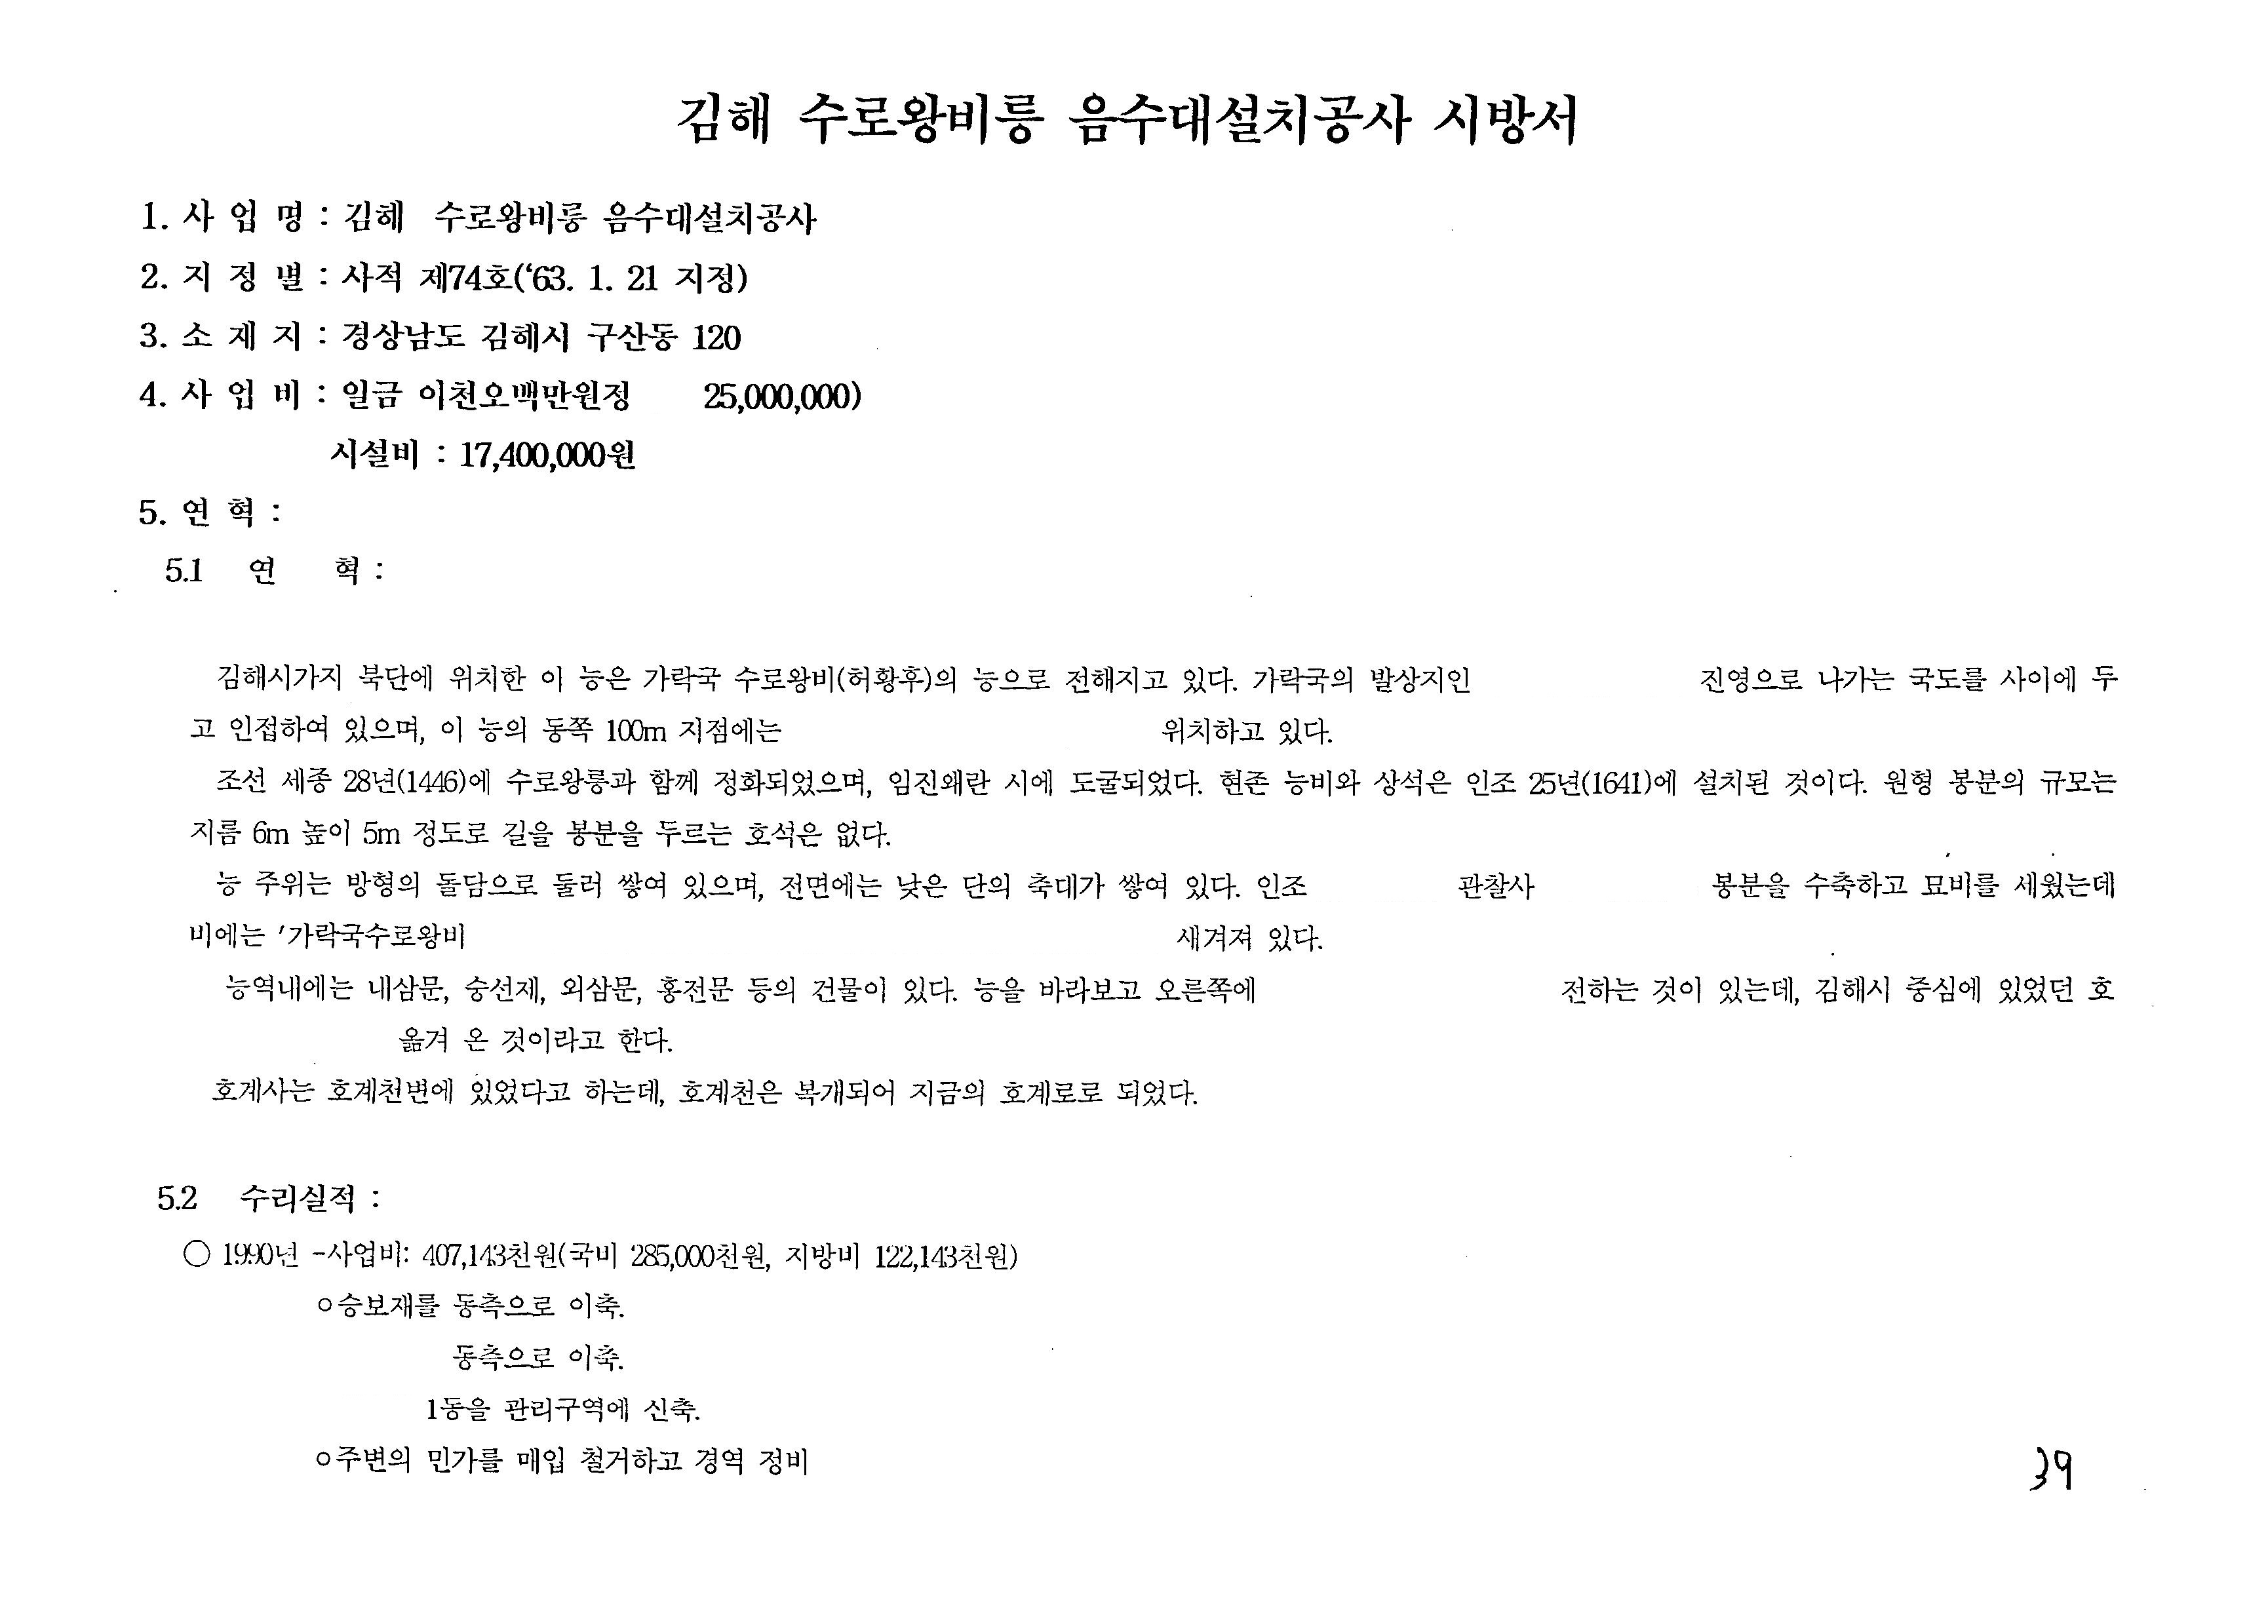 김해 수로왕비릉 음수대설치공사 시방서
1. 사 업 명 : 김해 수로왕비릉 음수대설치공사
2. 지 정 별 : 사적 제74호(‘63. 1. 21 지정)
3. 소 재 지 : 경상남도 김해시 구산동 120
4. 사 업 비 : 일금 이천오백만원정 25,000,000)
시설비 : 17,400,000원
5. 연 혁 :
5.1 연 혁 :
김해시가지 북단에 위치한 이 능은 가락국 수로왕비(허황후)의 능으로 전해지고 있다. 가락국의 발상지인 진영으로 나가는 국도를 사이에 두
고 인접하여 있으며, 이 능의 동쪽 100m 지점에는 위치하고 있다.
조선 세종 28년(1446)에 수로왕릉과 함께 정화되었으며, 임진왜란 시에 도굴되었다. 현존 능비와 상석은 인조 25년(1641)에 설치된 것이다. 원형 봉분의 규모는
지름 6m 높이 5m 정도로 길을 봉분을 두르는 호석은 없다.
능 주위는 방형의 돌담으로 둘러 쌓여 있으며, 전면에는 낮은 단의 축대가 쌓여 있다. 인조 관찰사 봉분을 수축하고 묘비를 세웠는데
비에는 '가락국수로왕비 새겨져 있다.
능역내에는 내삼문, 숭선재, 외삼문, 홍전문 등의 건물이 있다. 능을 바라보고 오른쪽에 전하는 것이 있는데, 김해시 중심에 있었던 호
옮겨 온 것이라고 한다.
호계사는 호계천변에 있었다고 하는데, 호계천은 복개되어 지금의 호계로로 되었다.
5.2 수리실적 :
○ 1990년 -사업비: 407,143천원(국비 285,000천원, 지방비 122,143천원)
ㅇ숭보재를 동측으로 이축.
동측으로 이축.
1동을 관리구역에 신축.
ㅇ주변의 민가를 매입 철거하고 경역 정비
39